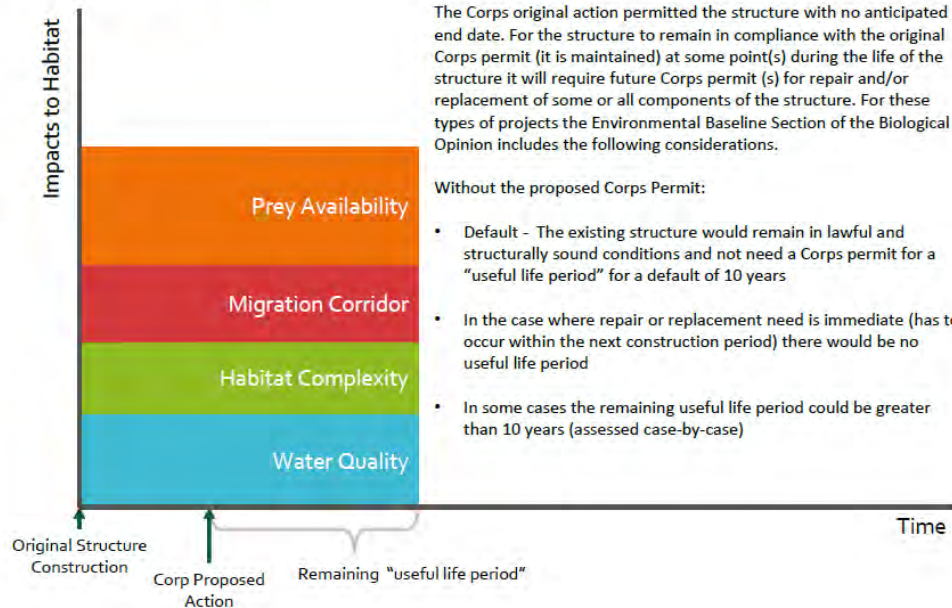 The Corps original action permitted the structure with no anticipated
end date. For the structure to remain in compliance with the original
Corps permit (it is maintained) at some point(s) during the life of the
structure it will require future Corps permit (s) for repair and/or
replacement of some or all components of the structure. For these
types of projects the Environmental Baseline Section of the Biological
Opinion includes the following considerations.
Without the proposed Corps Permit:
• Default - The existing structure would remain in lawful and
structurally sound conditions and not need a Corps permit for a
“useful life period” for a default of 10 years
• In the case where repair or replacement need is immediate (has to
occur within the next construction period) there would be no
useful life period
• In some cases the remaining useful life period could be greater
than 10 years (assessed case-by-case)
Impacts to Habitat
Prey Availability
Migration Corridor
Habitat Complexity
Water Quality
Time
Original Structure
Construction
Corp Proposed
Action
Remaining “useful life period”